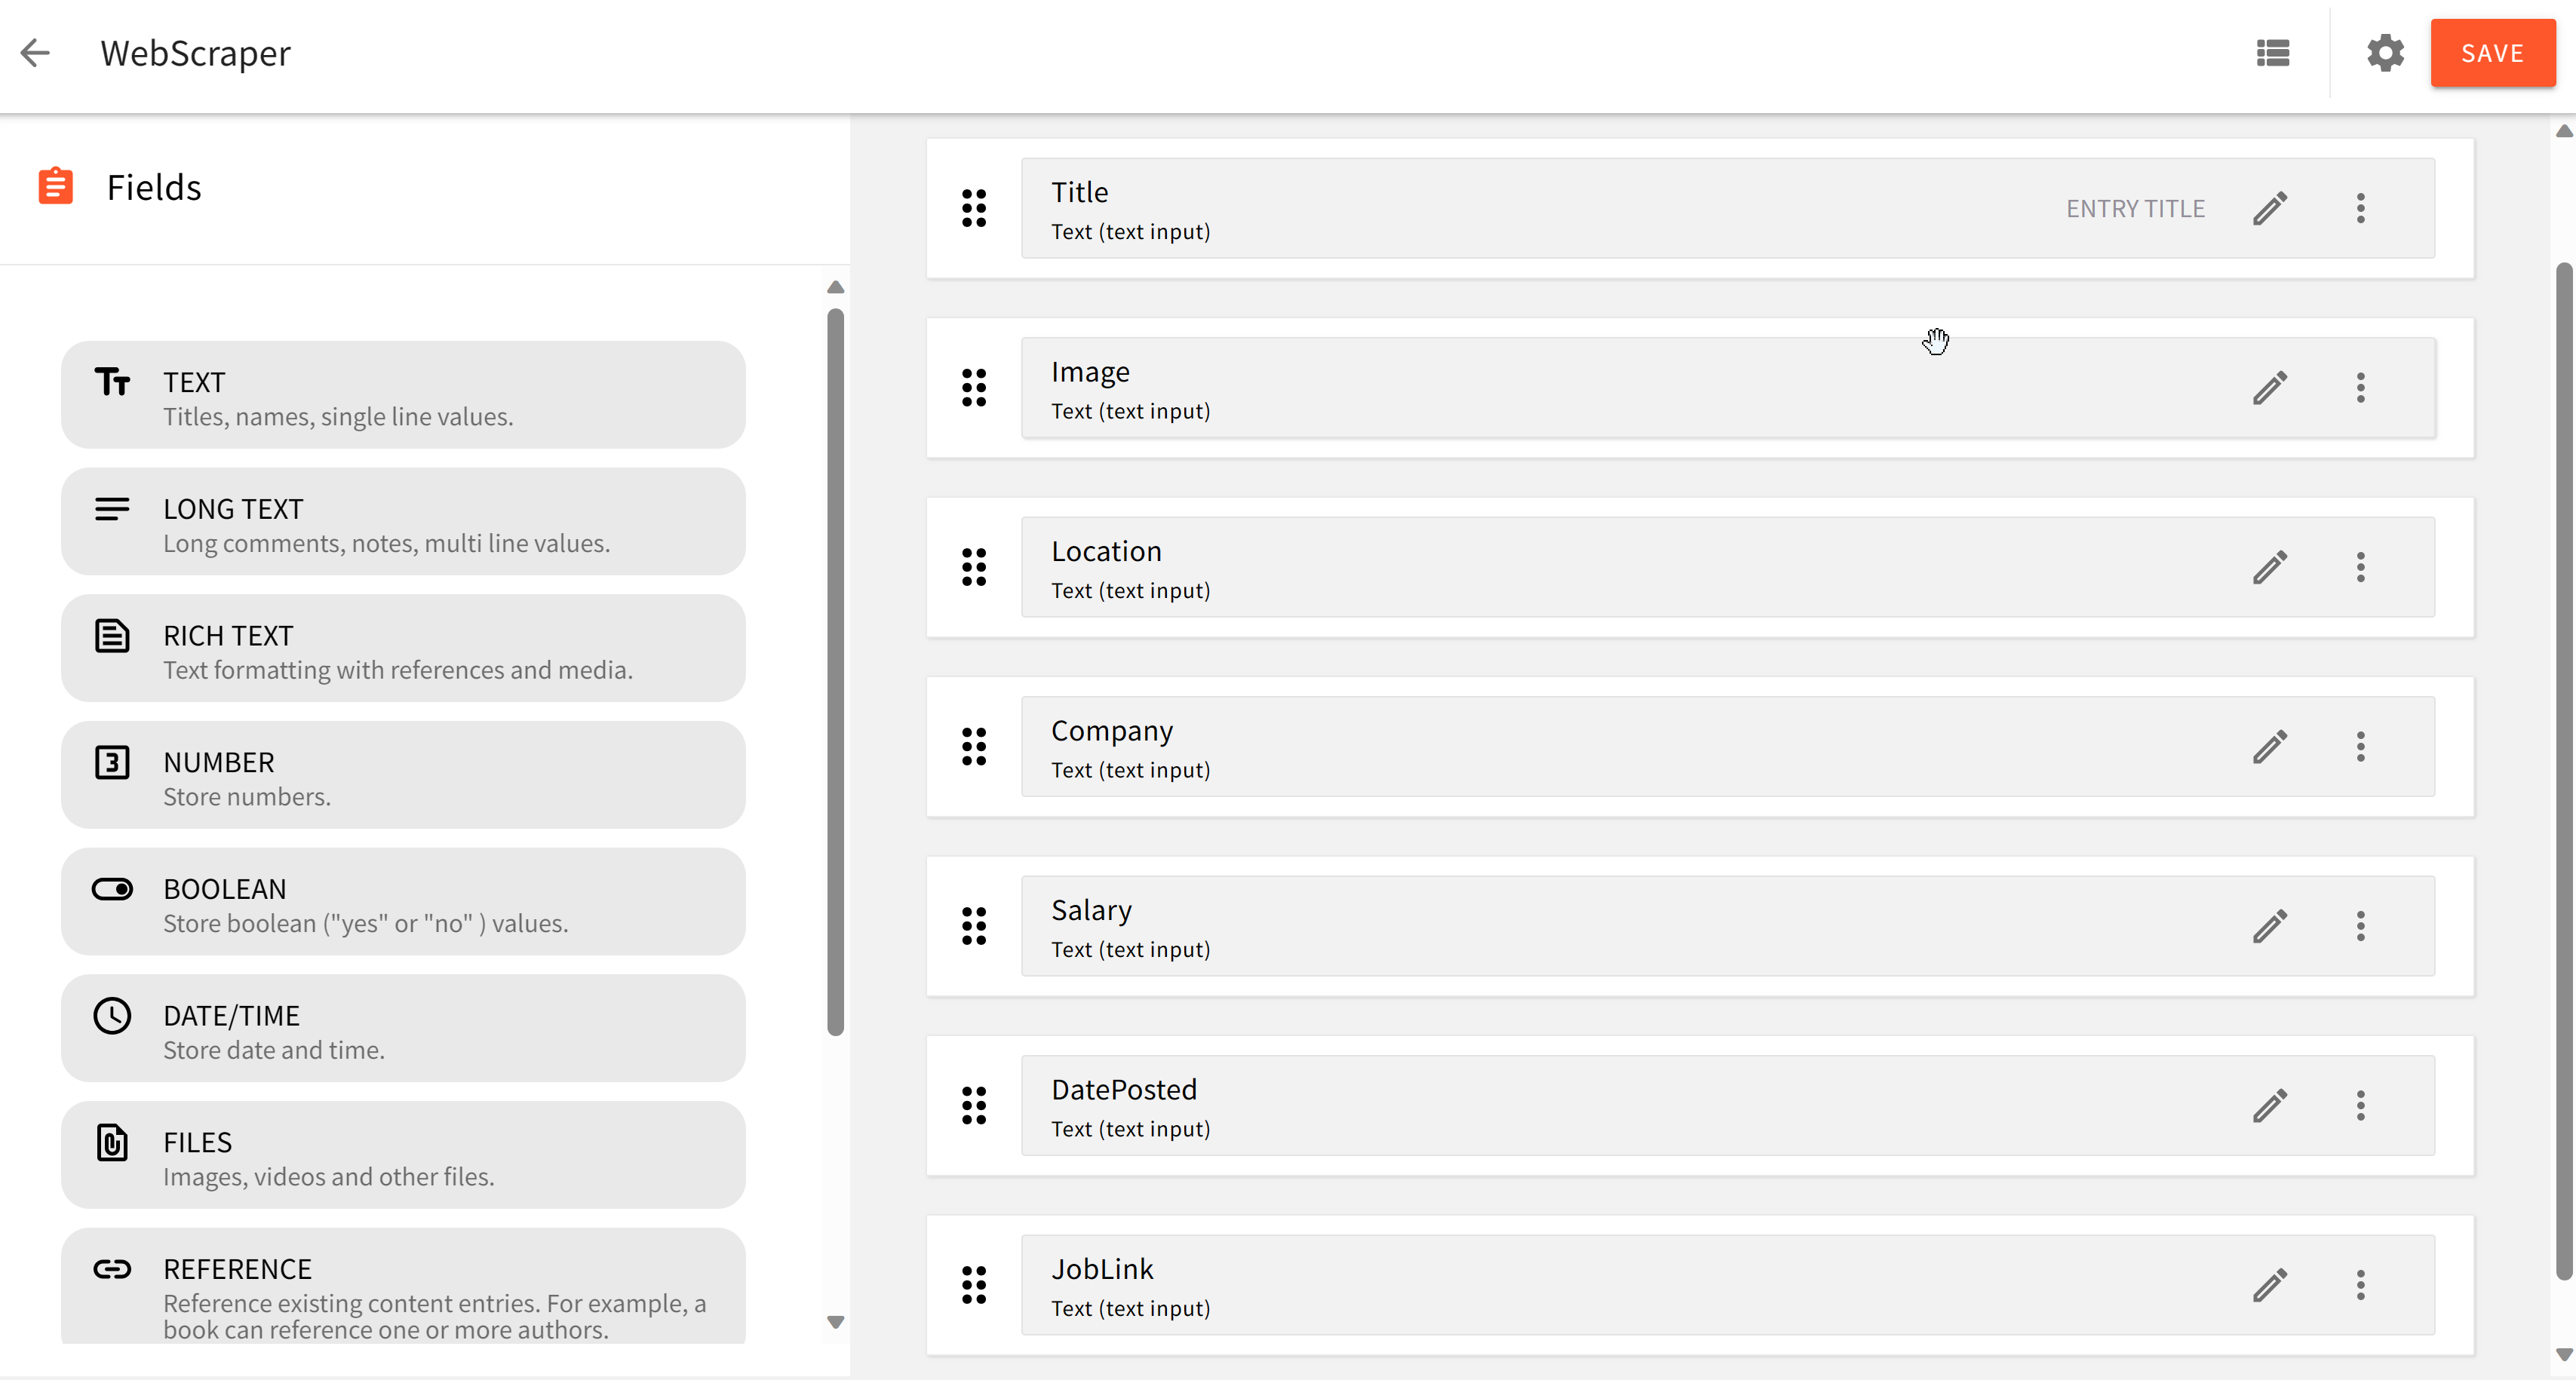 WebScraper
SAVE
Fields
TEXT
Titles, names, single line values.
LONG TEXT
Long comments, notes, multi line values.
RICH TEXT
Text formatting with references and media.
NUMBER
Store numbers.
BOOLEAN
Store boolean ("yes" or "no" ) values.
DATE/TIME
Store date and time.
FILES
Images, videos and other files.
REFERENCE
Reference existing content entries. For example, a
book can reference one or more authors.
Title
Text (text input)
ENTRY TITLE
Image
Text (text input)
Location
Text (text input)
Company
Text (text input)
Salary
Text (text input)
DatePosted
Text (text input)
JobLink
Text (text input)